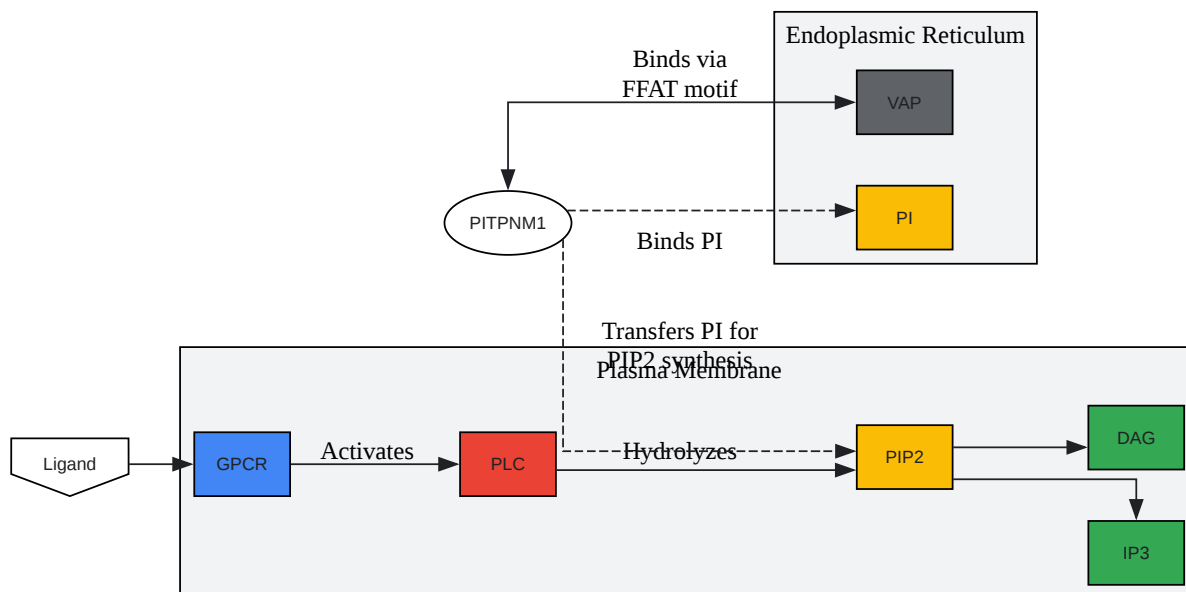 Endoplasmic Reticulum
Binds via
FFAT motif
VAP
PITPNM1
PI
Binds PI
Transfers PI for
PIP2 synthesis
Plasma Membrane
Ligand
GPCR
Activates
PLC
Hydrolyzes
PIP2
DAG
IP3